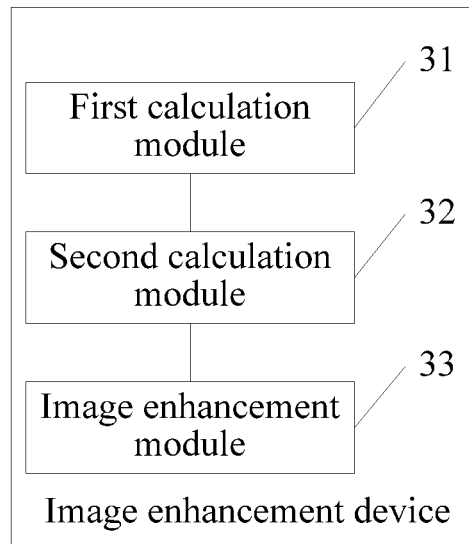 31
First calculation
module
32
Second calculation
module
33
Image enhancement
module
Image enhancement device